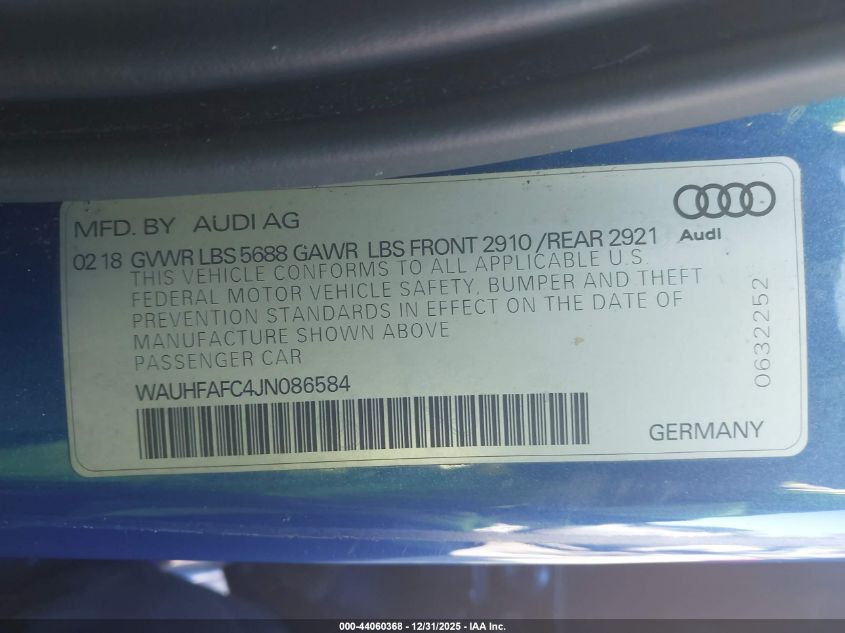 MFD. BY AUDI AG
Audi
02 18 GVWR LBS 5688 GAWR LBS FRONT 2910 /REAR 2921
THIS VEHICLE CONFORMS TO ALL APPLICABLE U.S.
FEDERAL MOTOR VEHICLE SAFETY, BUMPER AND THEFT
PREVENTION STANDARDS IN EFFECT ON THE DATE OF
MANUFACTURE SHOWN ABOVE
PASSENGER CAR
0632252
WAUHFAFC4JN086584
GERMANY
000-44060368 - 12/31/2025 - IAA Inc.